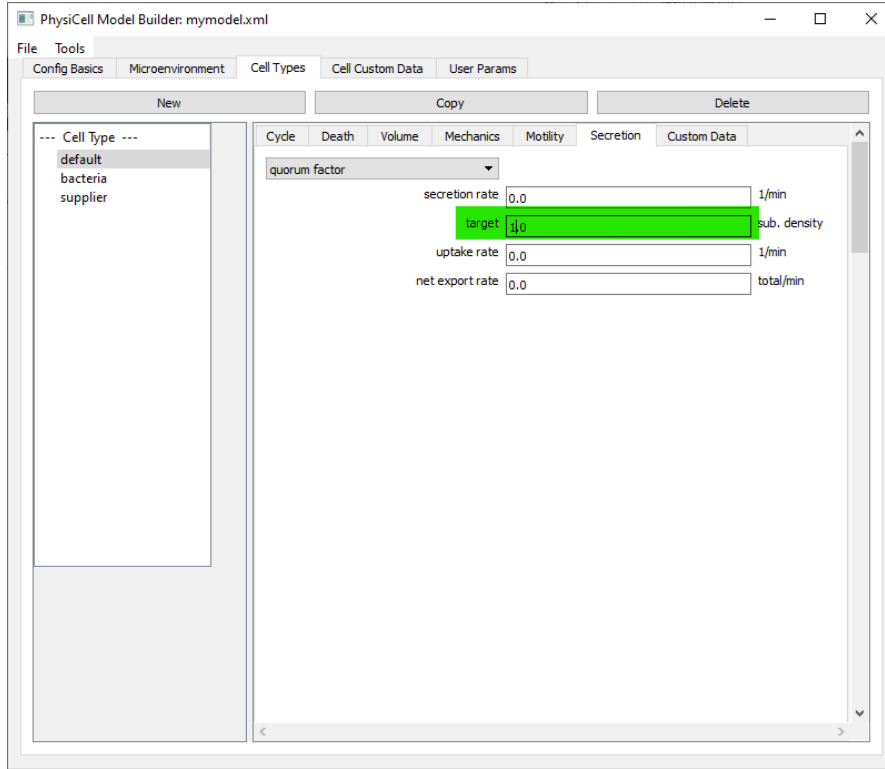 PhysiCell Model Builder: mymodel.xml
File Tools
Config Basics Microenvironment Cell Types Cell Custom Data User Params
New Copy Delete
--- Cell Type ---
default
bacteria
supplier
Cycle Death Volume Mechanics Motility Secretion Custom Data
quorum factor
secretion rate 0.0 1/min
target 1.0 sub. density
uptake rate 0.0 1/min
net export rate 0.0 total/min